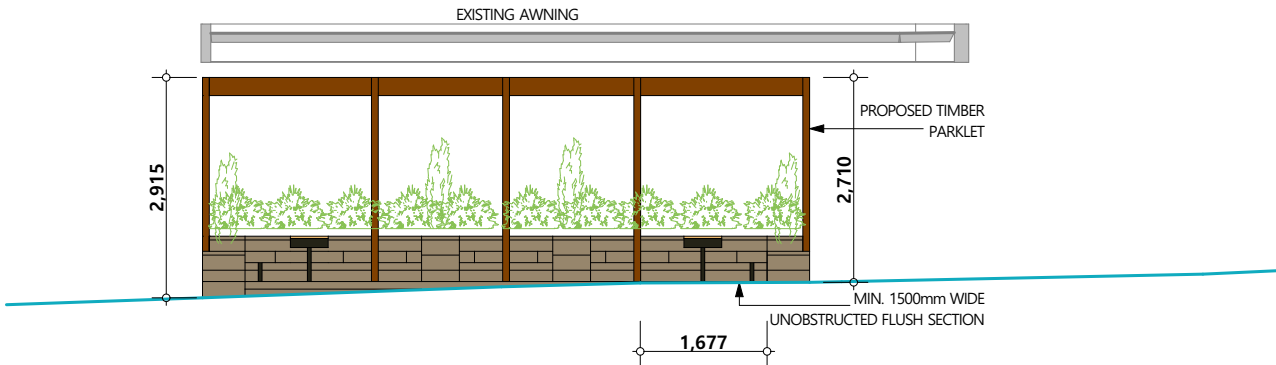 EXISTING AWNING
PROPOSED TIMBER
PARKLET
2,915
2,710
MIN. 1500mm WIDE
UNOBSTRUCTED FLUSH SECTION
1,677